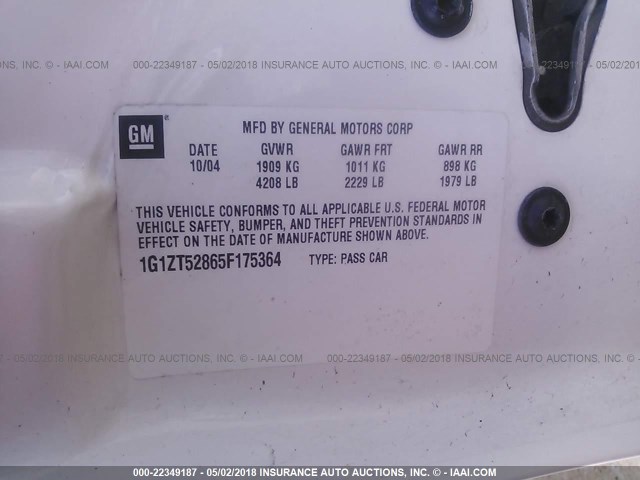 AUCTIONS, INC. - IAAI.COM 000-22349187 - 05/02/2018 INSURANCE AUTO AUCTIONS, INC. - IAAI.COM
GM
MFD BY GENERAL MOTORS CORP
DATE GVWR GAWR FRT GAWR RR
10/04 1909 KG 1011 KG 898 KG
4208 LB 2229 LB 1979 LB
THIS VEHICLE CONFORMS TO ALL APPLICABLE U.S. FEDERAL MOTOR
VEHICLE SAFETY, BUMPER, AND THEFT PREVENTION STANDARDS IN
EFFECT ON THE DATE OF MANUFACTURE SHOWN ABOVE.
1G1ZT52865F175364 TYPE: PASS CAR
05/02/2018 INSURANCE AUTO AUCTIONS, INC. - IAAI.COM 000-22349187 - 05/02/2018 INSURANCE AUTO AUCTIONS, INC.
000-22349187 - 05/02/2018 INSURANCE AUTO AUCTIONS, INC. - IAAI.COM